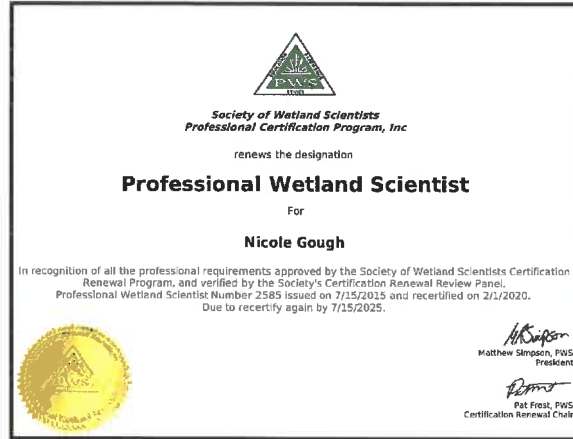 PWS
Society of Wetland Scientists
Professional Certification Program, Inc
renews the designation
Professional Wetland Scientist
For
Nicole Gough
In recognition of all the professional requirements approved by the Society of Wetland Scientists Certification
Renewal Program, and verified by the Society's Certification Renewal Review Panel.
Professional Wetland Scientist Number 2585 issued on 7/15/2015 and recertified on 2/1/2020.
Due to recertify again by 7/15/2025.
PWS
Matthew Simpson, PWS
President
Pat Frost, PWS
Certification Renewal Chair